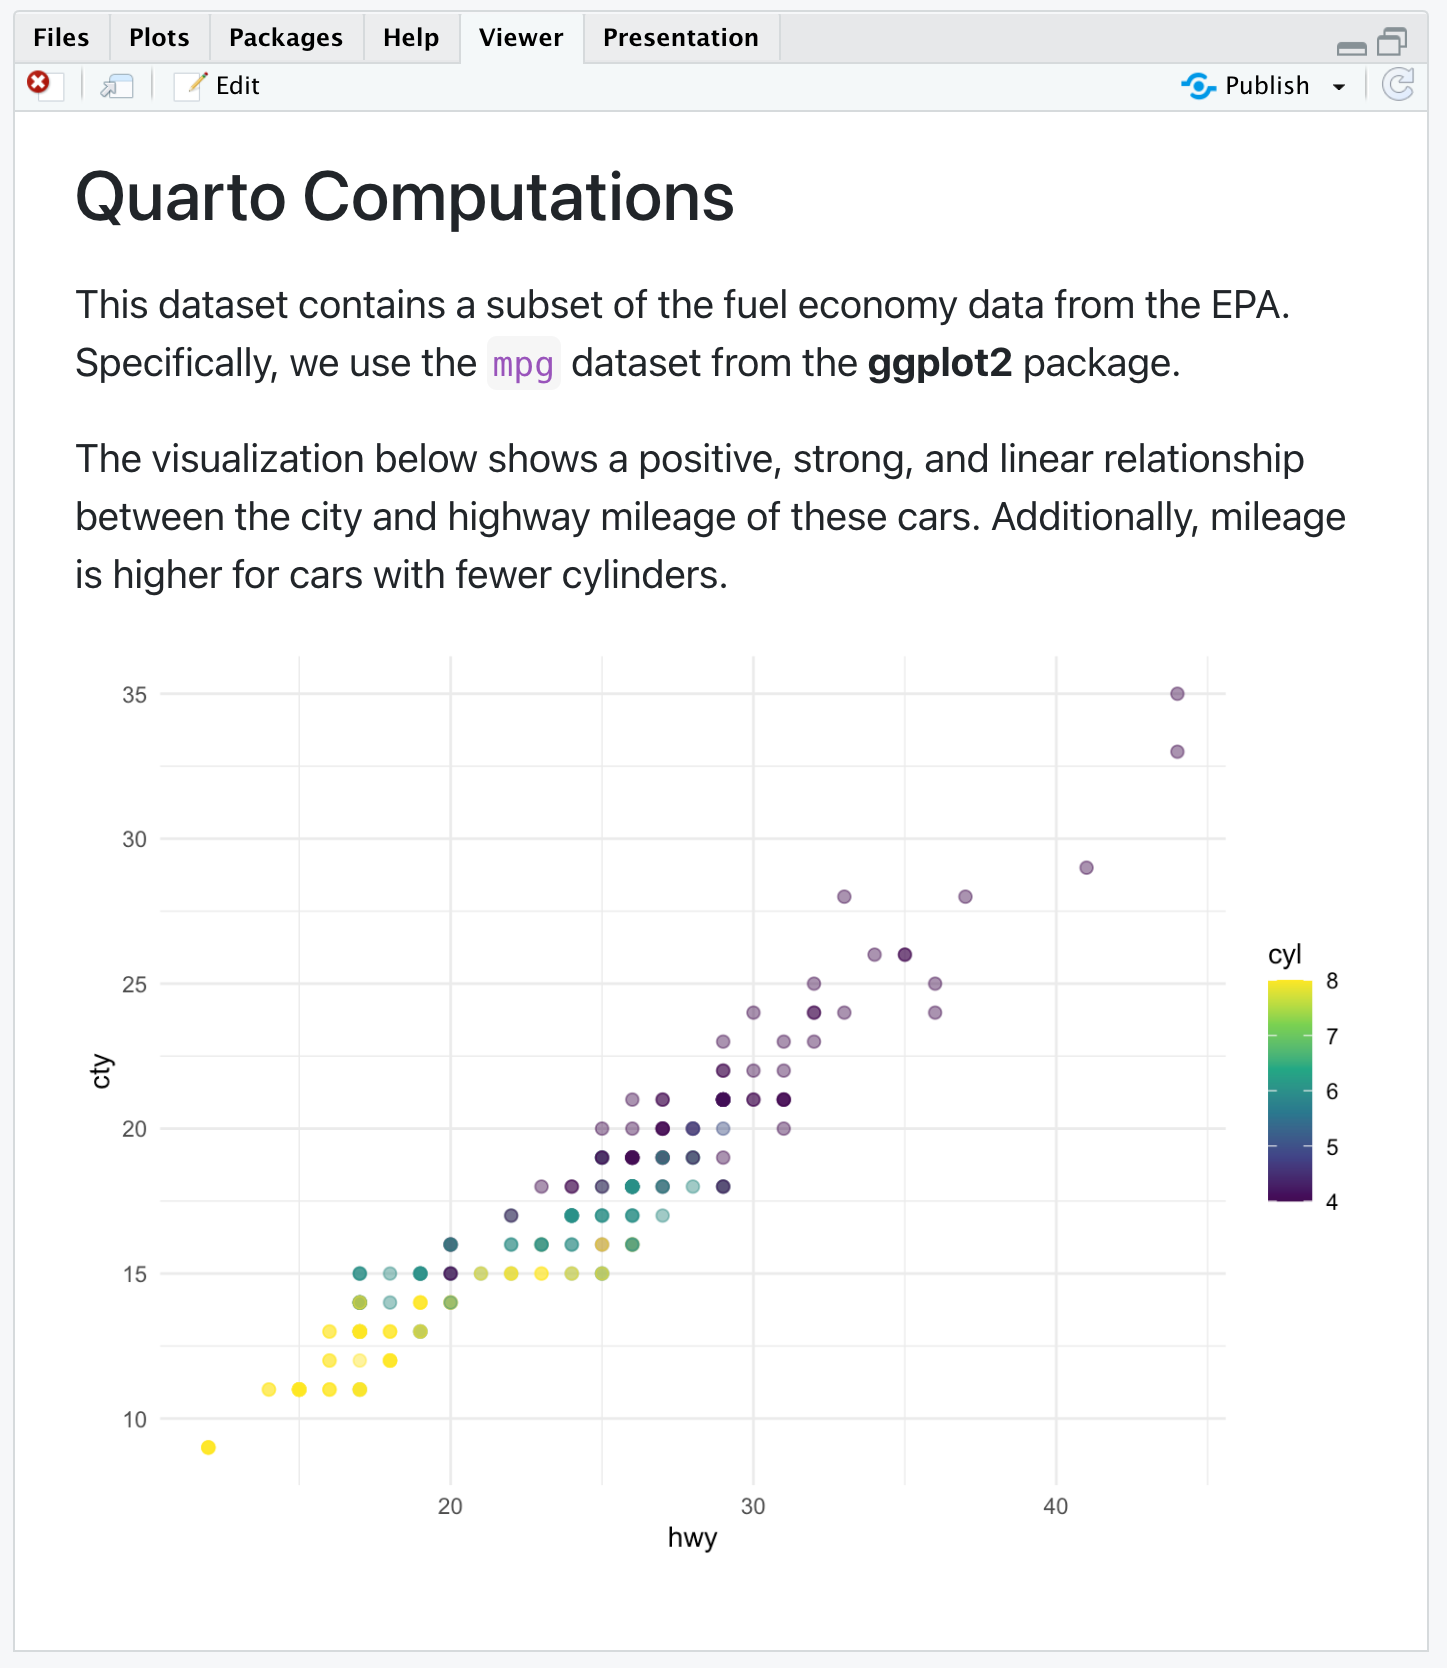 Files Plots Packages Help Viewer Presentation
Edit Publish
Quarto Computations
This dataset contains a subset of the fuel economy data from the EPA.
Specifically, we use the mpg dataset from the ggplot2 package.
The visualization below shows a positive, strong, and linear relationship
between the city and highway mileage of these cars. Additionally, mileage
is higher for cars with fewer cylinders.
35
30
25
20
15
10
cty
20 30 40
hwy
cyl
8
7
6
5
4